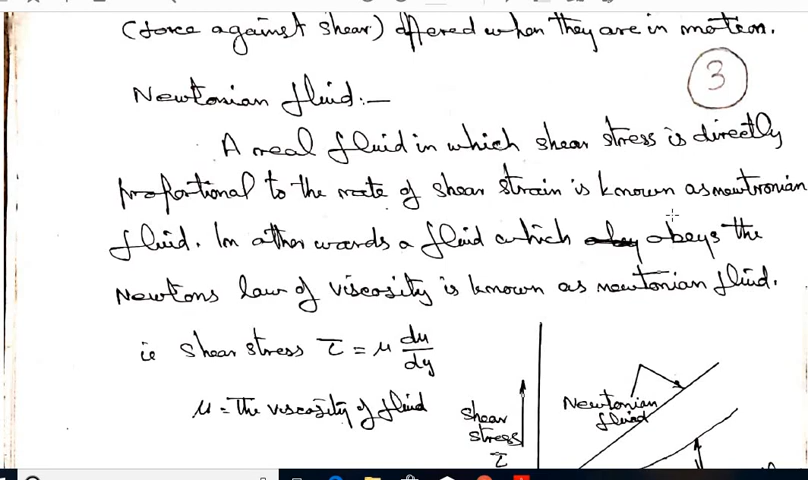 (force against shear) offered when they are in motion.
3
Newtonian fluid:-
A real fluid in which shear stress is directly
proportional to the rate of shear strain is known as newtronian
fluid. In other words a fluid which obeys the
Newtons law of viscosity is known as newtonian fluid.
ie shear stress τ = μ du/dy
μ = The viscosity of fluid
shear
stress
τ
Newtonian
fluid